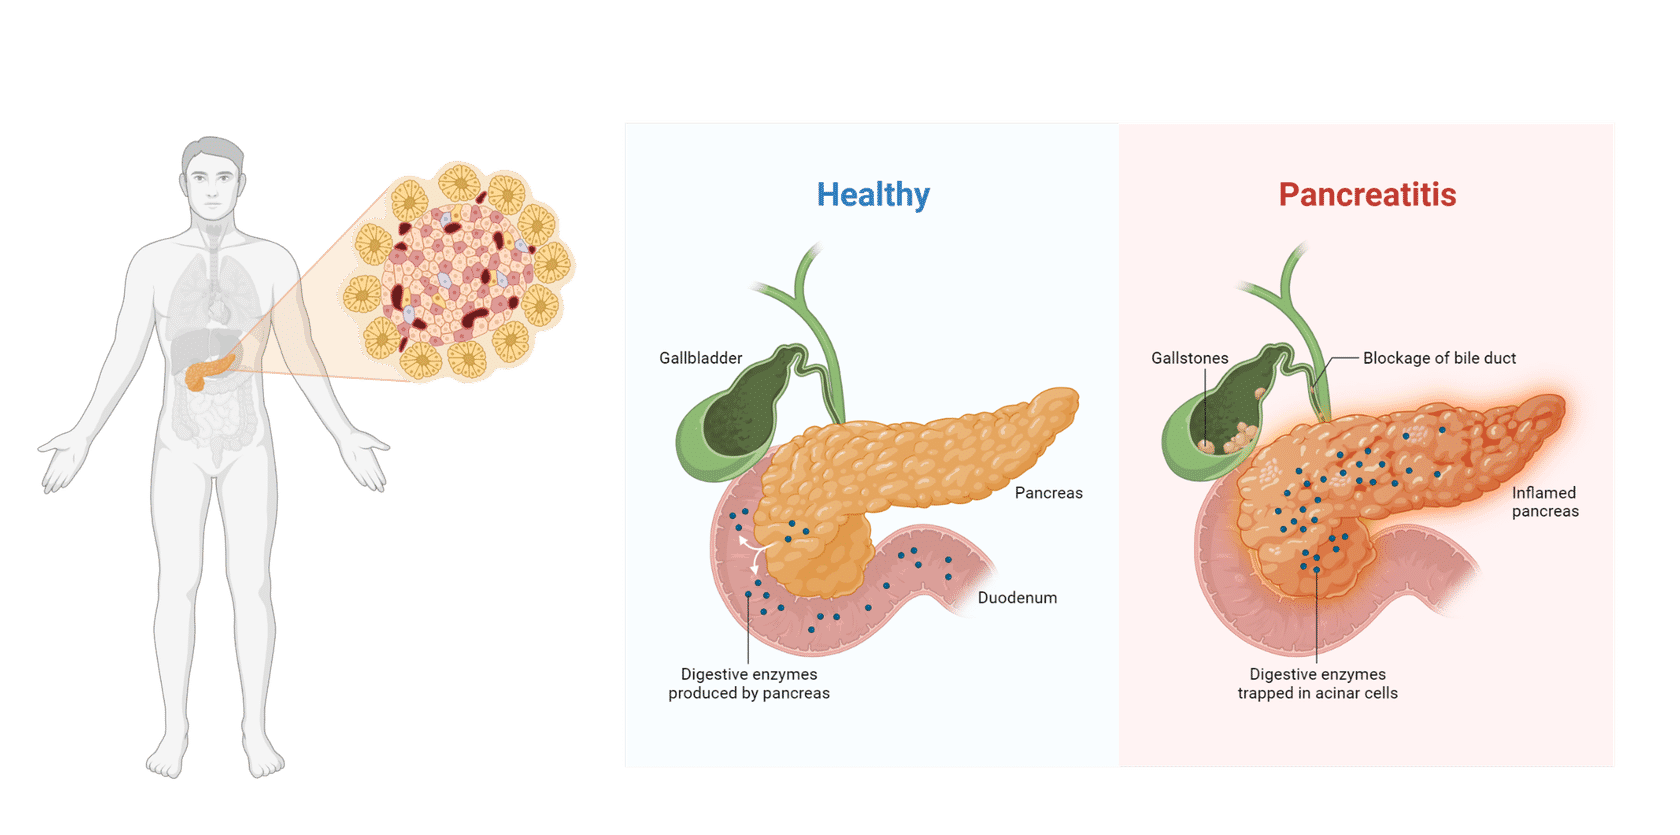 Healthy
Gallbladder
Pancreas
Duodenum
Digestive enzymes
produced by pancreas
Pancreatitis
Gallstones
Blockage of bile duct
Inflamed
pancreas
Digestive enzymes
trapped in acinar cells